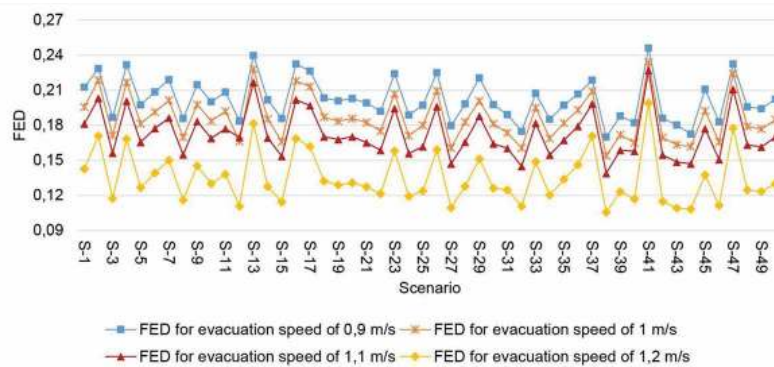 0,27
0,24
0,21
0,18
0,15
0,12
0,09
FED
S-1
S-3
S-5
S-7
S-9
S-11
S-13
S-15
S-17
S-19
S-21
S-23
S-25
S-27
S-29
S-31
S-33
S-35
S-37
S-39
S-41
S-43
S-45
S-47
S-49
Scenario
FED for evacuation speed of 0,9 m/s
FED for evacuation speed of 1 m/s
FED for evacuation speed of 1,1 m/s
FED for evacuation speed of 1,2 m/s